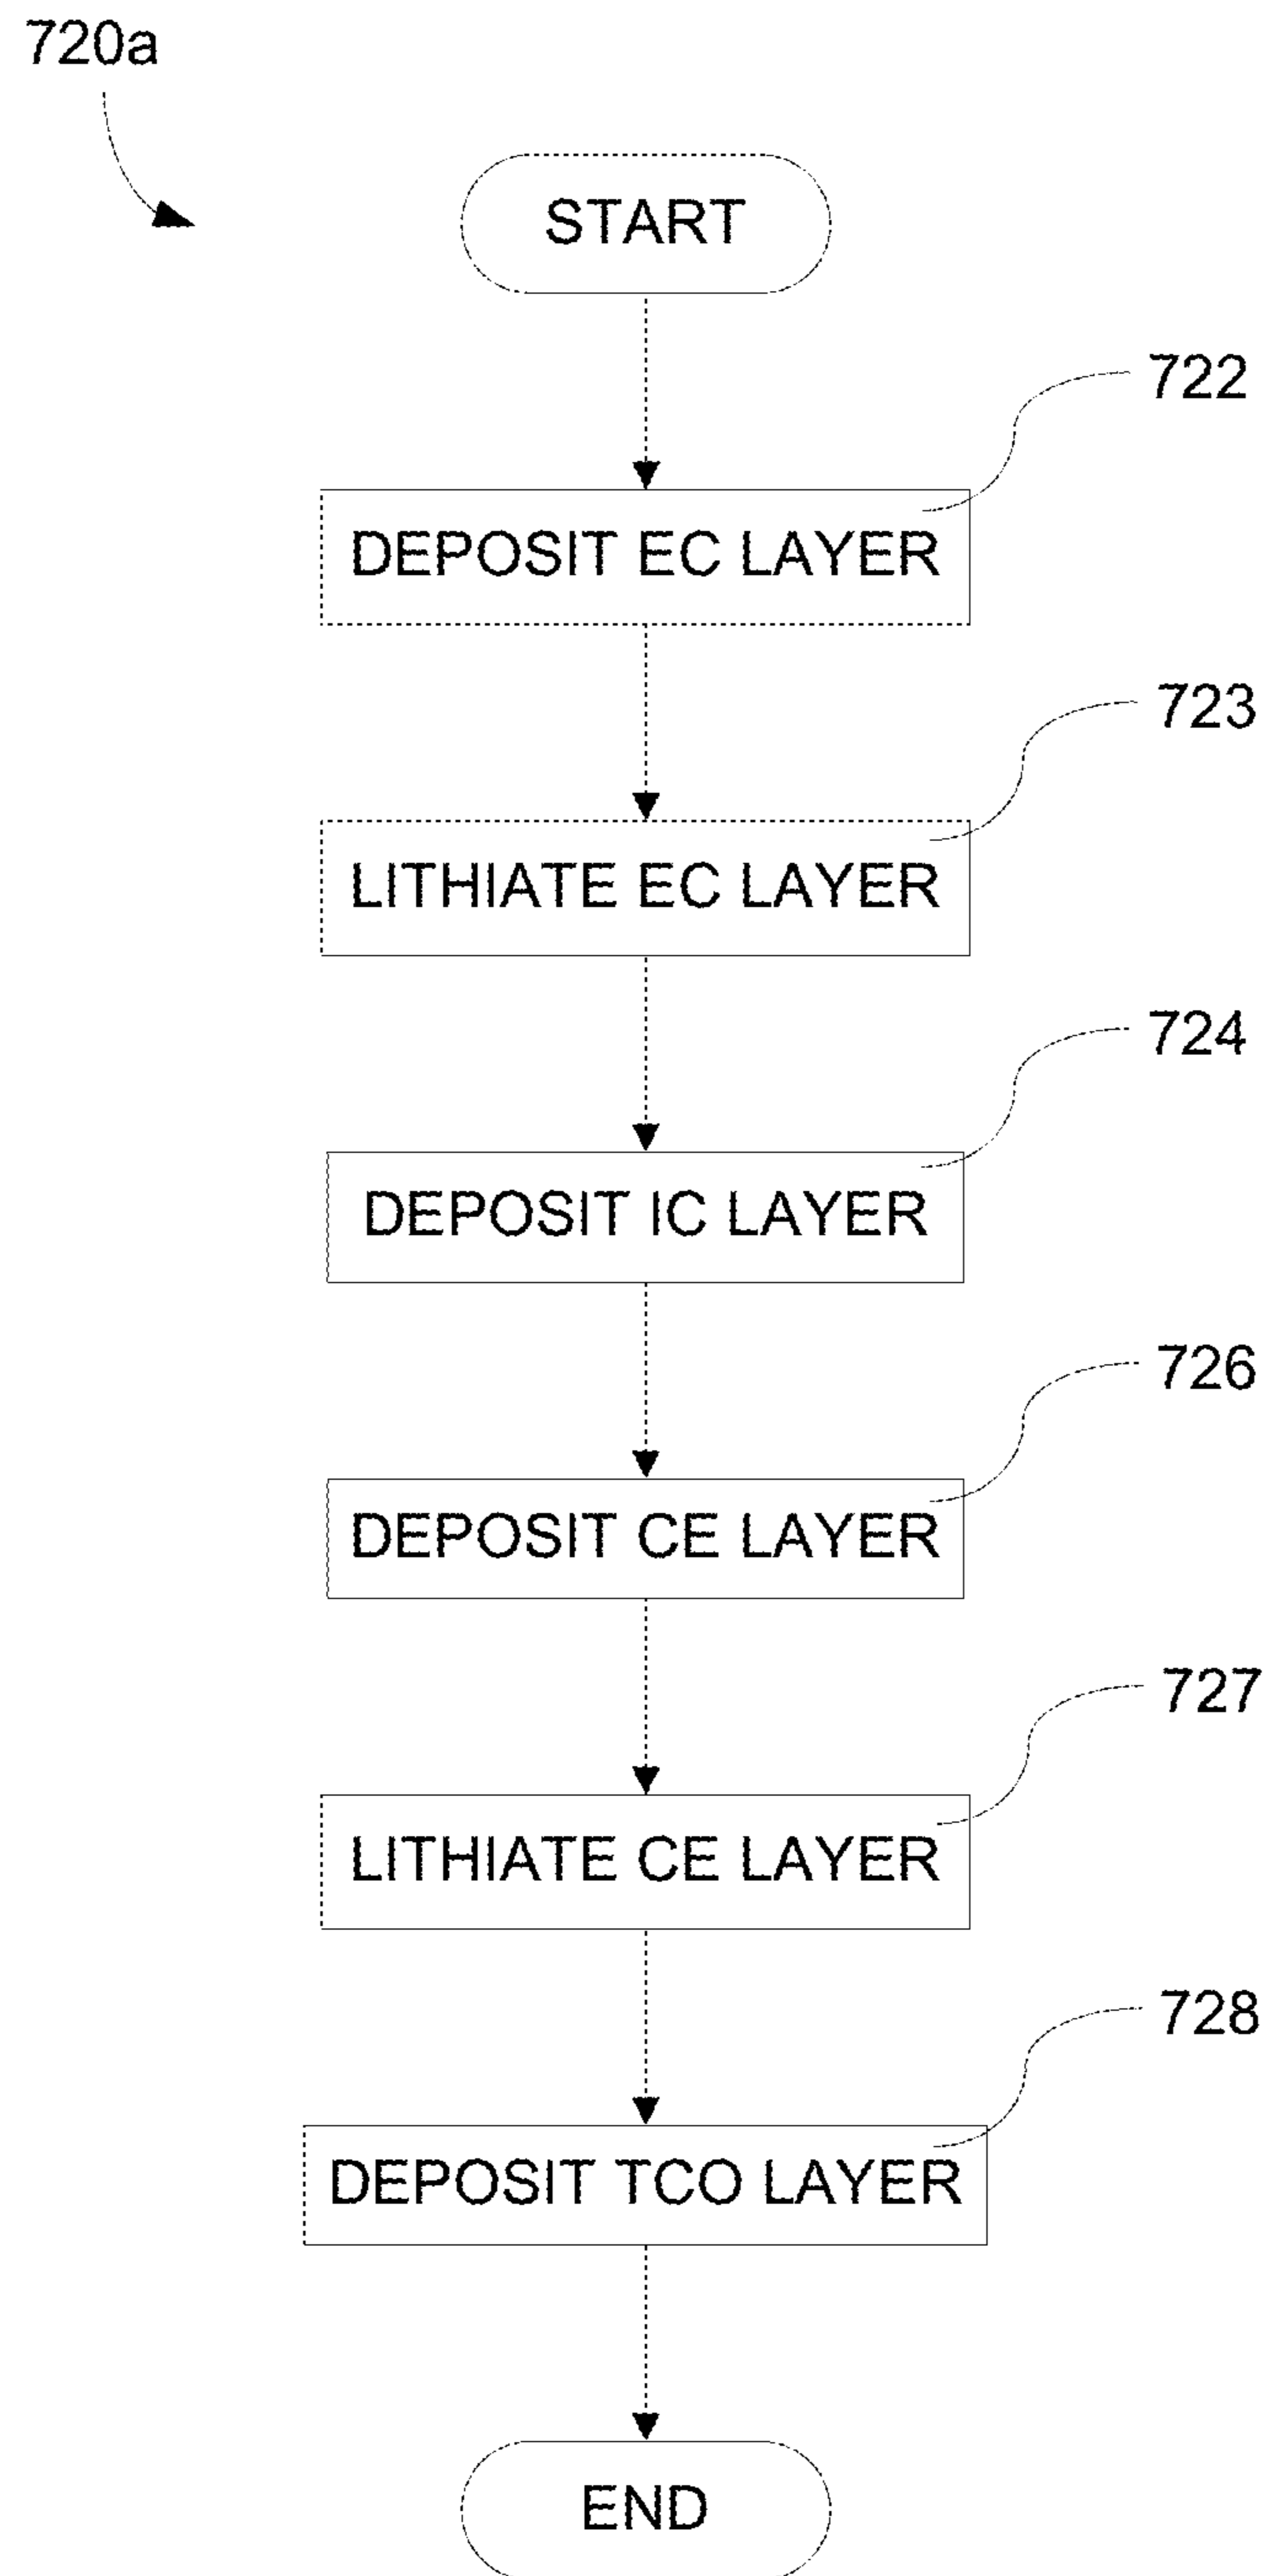 720a
START
722
DEPOSIT EC LAYER
723
LITHIATE EC LAYER
724
DEPOSIT IC LAYER
726
DEPOSIT CE LAYER
727
LITHIATE CE LAYER
728
DEPOSIT TCO LAYER
END